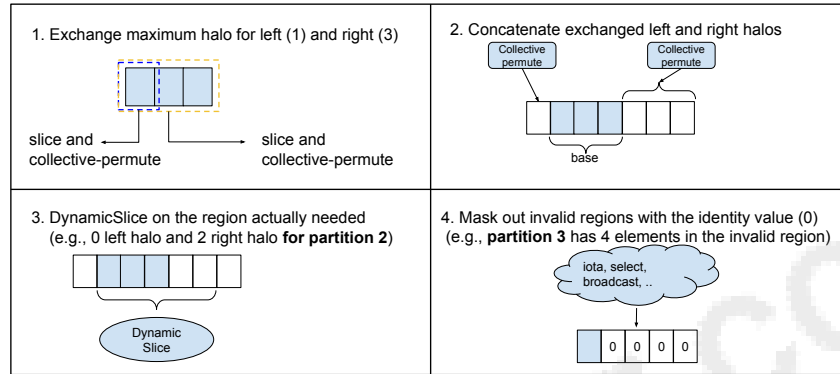 1. Exchange maximum halo for left (1) and right (3)
slice and
collective-permute
slice and
collective-permute
2. Concatenate exchanged left and right halos
Collective
permute
Collective
permute
base
3. DynamicSlice on the region actually needed
(e.g., 0 left halo and 2 right halo for partition 2)
Dynamic
Slice
4. Mask out invalid regions with the identity value (0)
(e.g., partition 3 has 4 elements in the invalid region)
iota, select,
broadcast, ..
0 0 0 0